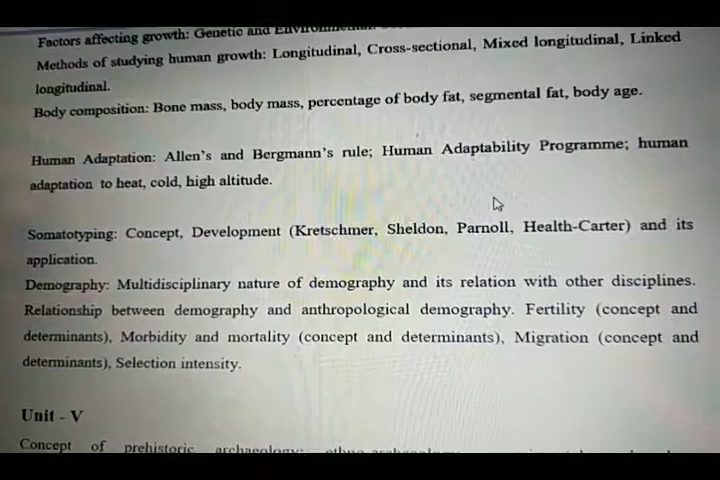 Factors affecting growth: Genetic and Environmental
Methods of studying human growth: Longitudinal, Cross-sectional, Mixed longitudinal, Linked
longitudinal.
Body composition: Bone mass, body mass, percentage of body fat, segmental fat, body age.
Human Adaptation: Allen's and Bergmann's rule; Human Adaptability Programme; human
adaptation to heat, cold, high altitude.
Somatotyping: Concept, Development (Kretschmer, Sheldon, Parnoll, Health-Carter) and its
application.
Demography: Multidisciplinary nature of demography and its relation with other disciplines.
Relationship between demography and anthropological demography. Fertility (concept and
determinants), Morbidity and mortality (concept and determinants), Migration (concept and
determinants), Selection intensity.
Unit - V
Concept of prehistoric archaeology;